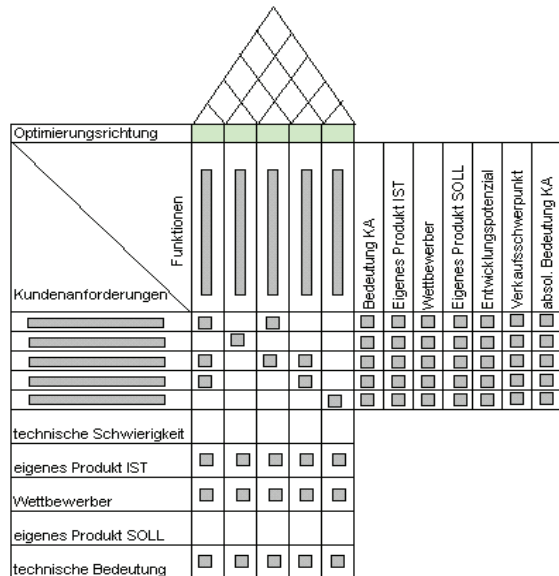 Optimierungsrichtung
Funktionen
Kundenanforderungen
Bedeutung KA
Eigenes Produkt IST
Wettbewerber
Eigenes Produkt SOLL
Entwicklungspotenzial
Verkaufsschwerpunkt
absol. Bedeutung KA
technische Schwierigkeit
eigenes Produkt IST
Wettbewerber
eigenes Produkt SOLL
technische Bedeutung